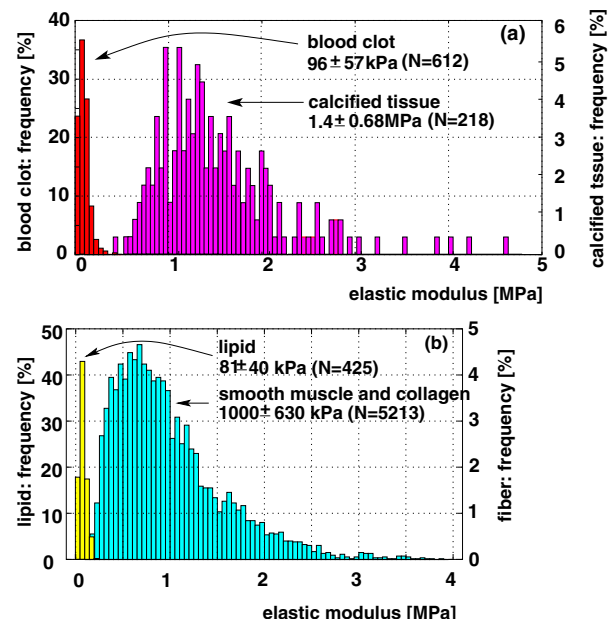 (a)
blood clot: frequency [%]
40
30
20
10
0
blood clot
96±57kPa (N=612)
calcified tissue
1.4±0.68MPa (N=218)
6
5
4
3
2
1
0
calcified tssue: frequency [%]
0 1 2 3 4 5
elastic modulus [MPa]
(b)
lipid: frequency [%]
50
40
30
20
10
0
lipid
81±40 kPa (N=425)
smooth muscle and collagen
1000±630 kPa (N=5213)
5
4
3
2
1
0
fiber: frequency [%]
0 1 2 3 4
elastic modulus [MPa]